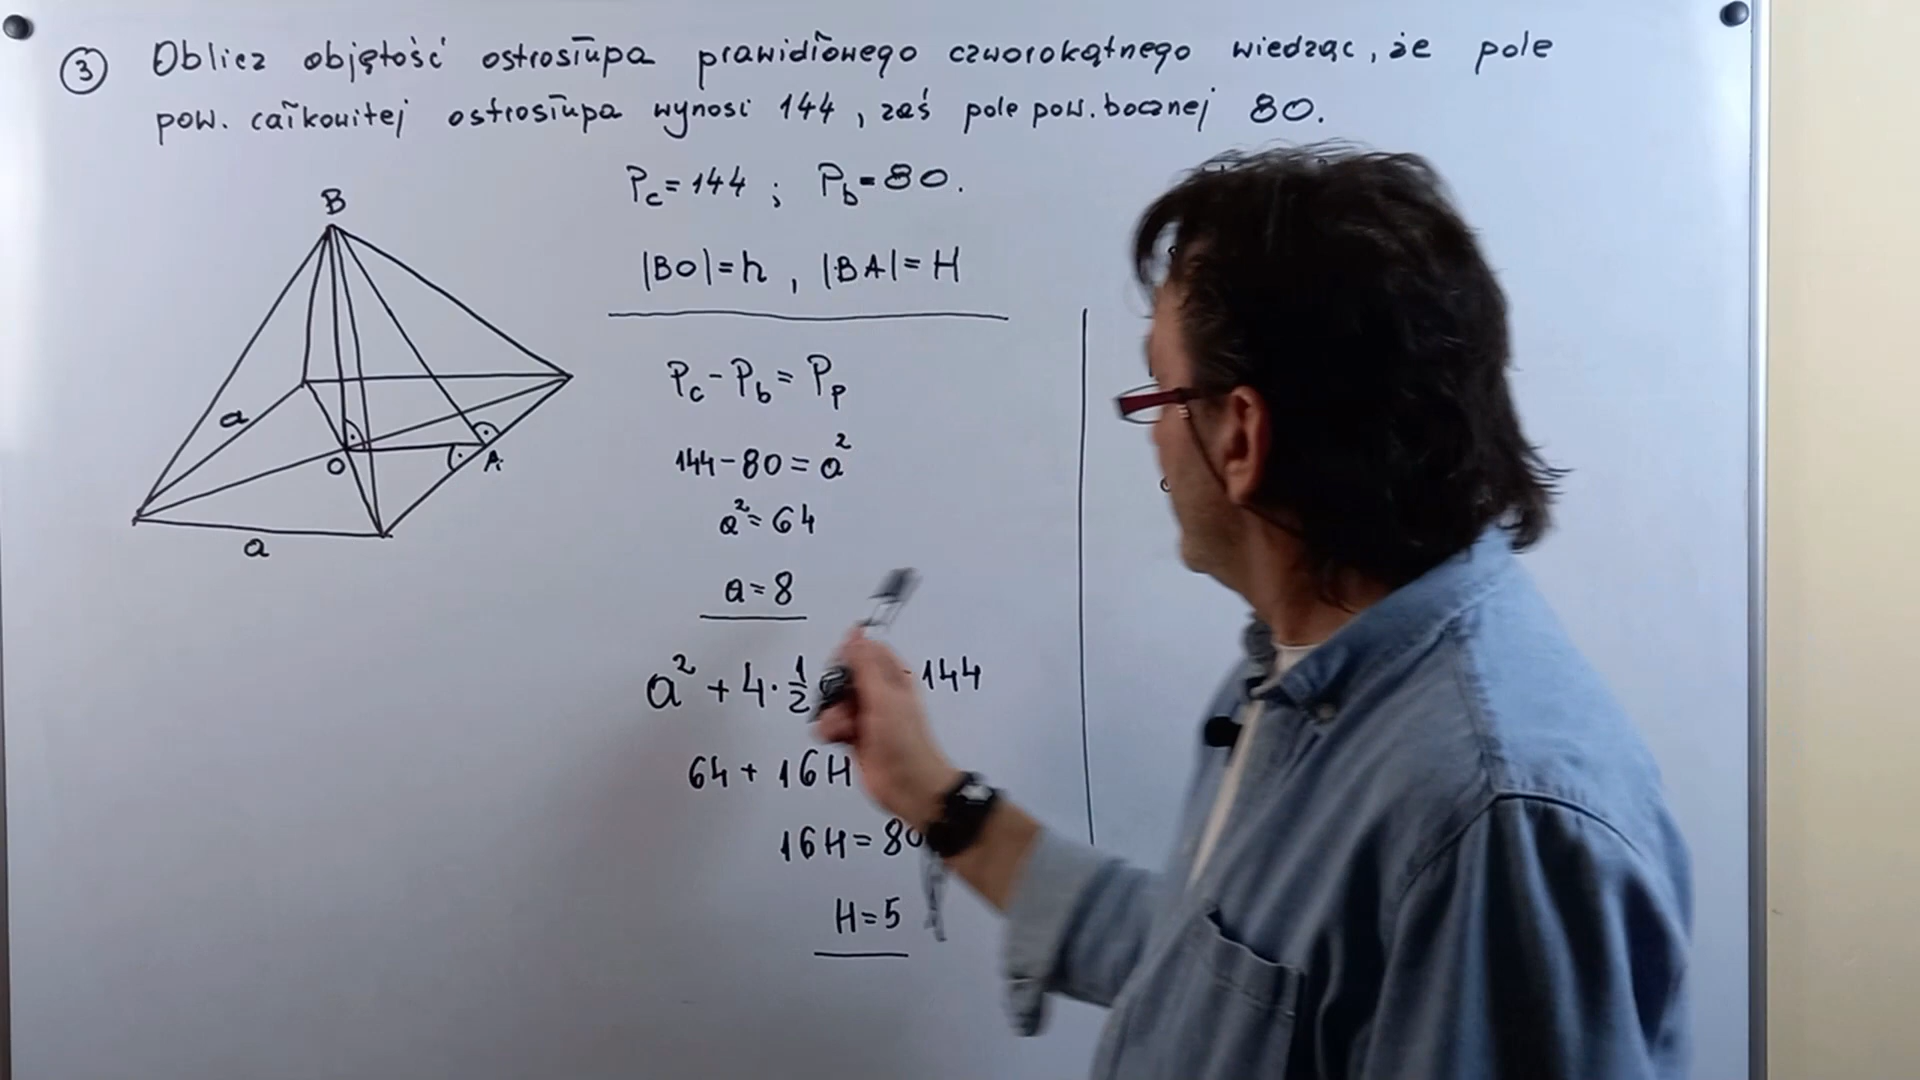 ③ Oblicz objętość ostrosłupa prawidłowego czworokątnego wiedząc, że pole
pow. całkowitej ostrosłupa wynosi 144, zaś pole pow. bocznej 80.
P_c = 144 ; P_b = 80.
|BO| = h , |BA| = H
B
a
O
A
a
P_c - P_b = P_p
144 - 80 = a²
a² = 64
a = 8
a² + 4 · 1/2 144
64 + 16H
16H = 80
H = 5